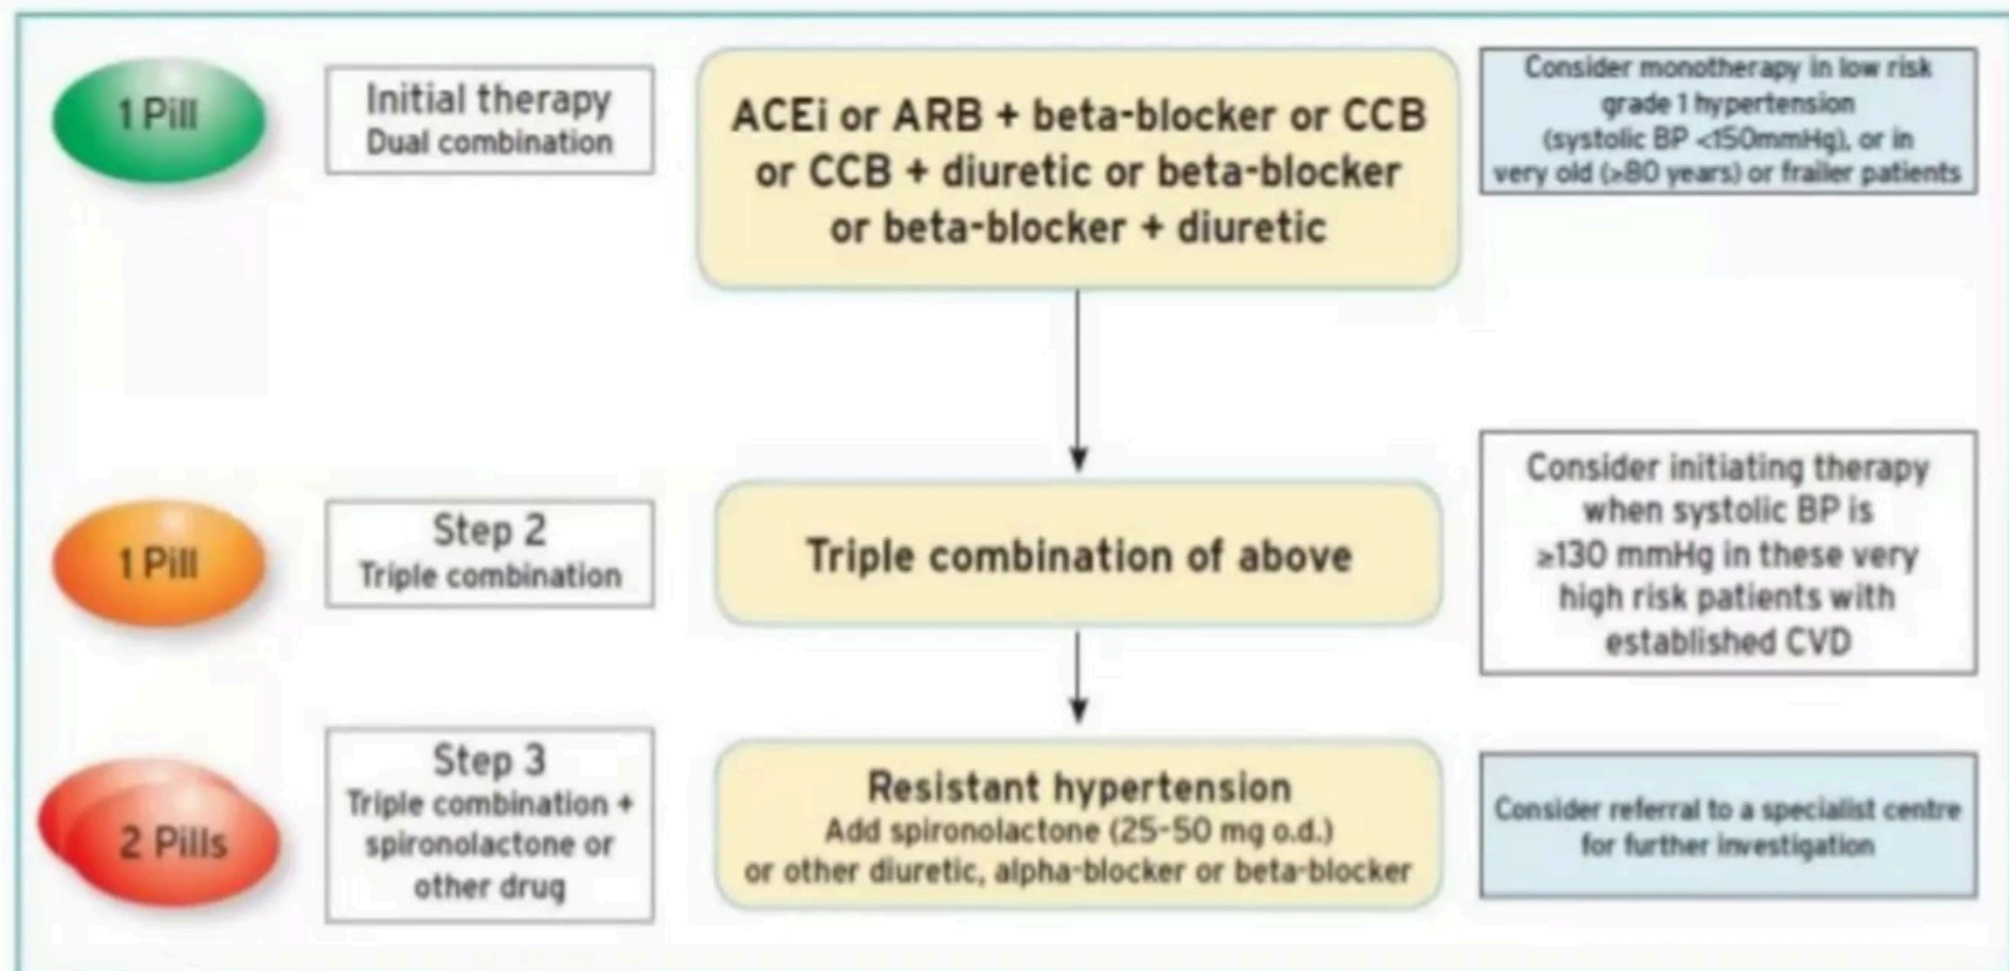 1 Pill
Initial therapy
Dual combination
ACEi or ARB + beta-blocker or CCB
or CCB + diuretic or beta-blocker
or beta-blocker + diuretic
Consider monotherapy in low risk
grade 1 hypertension
(systolic BP <150mmHg), or in
very old (≥80 years) or frailer patients
1 Pill
Step 2
Triple combination
Triple combination of above
Consider initiating therapy
when systolic BP is
≥130 mmHg in these very
high risk patients with
established CVD
2 Pills
Step 3
Triple combination +
spironolactone or
other drug
Resistant hypertension
Add spironolactone (25-50 mg o.d.)
or other diuretic, alpha-blocker or beta-blocker
Consider referral to a specialist centre
for further investigation